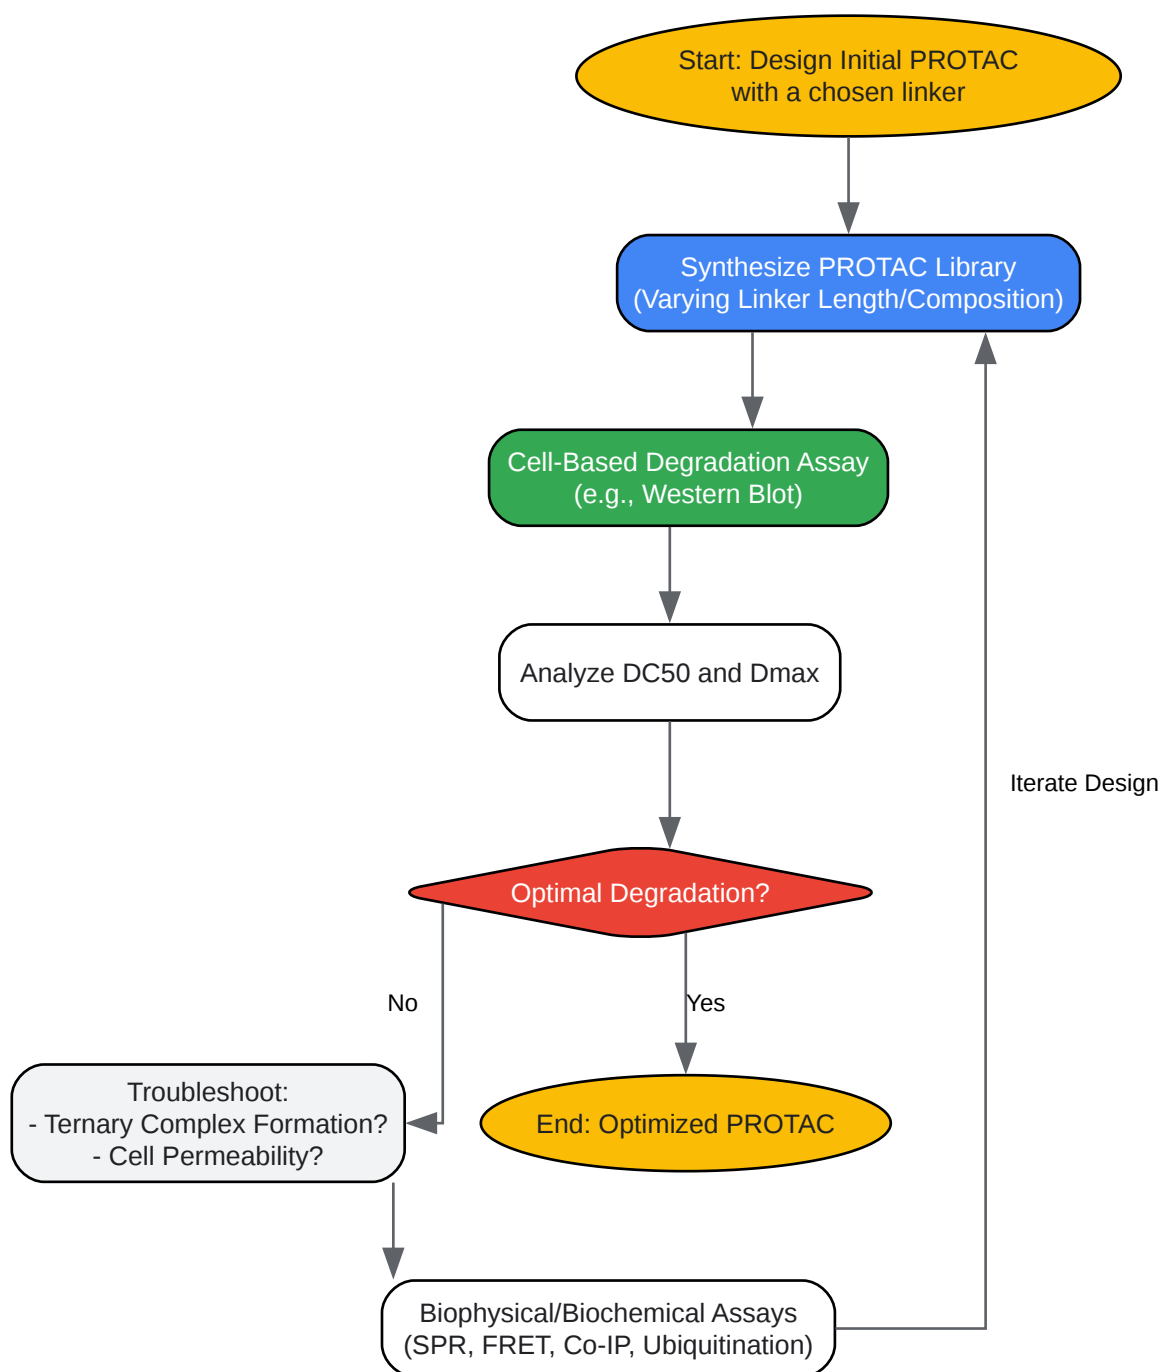 Start: Design Initial PROTAC
with a chosen linker
Synthesize PROTAC Library
(Varying Linker Length/Composition)
Cell-Based Degradation Assay
(e.g., Western Blot)
Analyze DC50 and Dmax
Iterate Design
Optimal Degradation?
No
Yes
Troubleshoot:
- Ternary Complex Formation?
- Cell Permeability?
End: Optimized PROTAC
Biophysical/Biochemical Assays
(SPR, FRET, Co-IP, Ubiquitination)